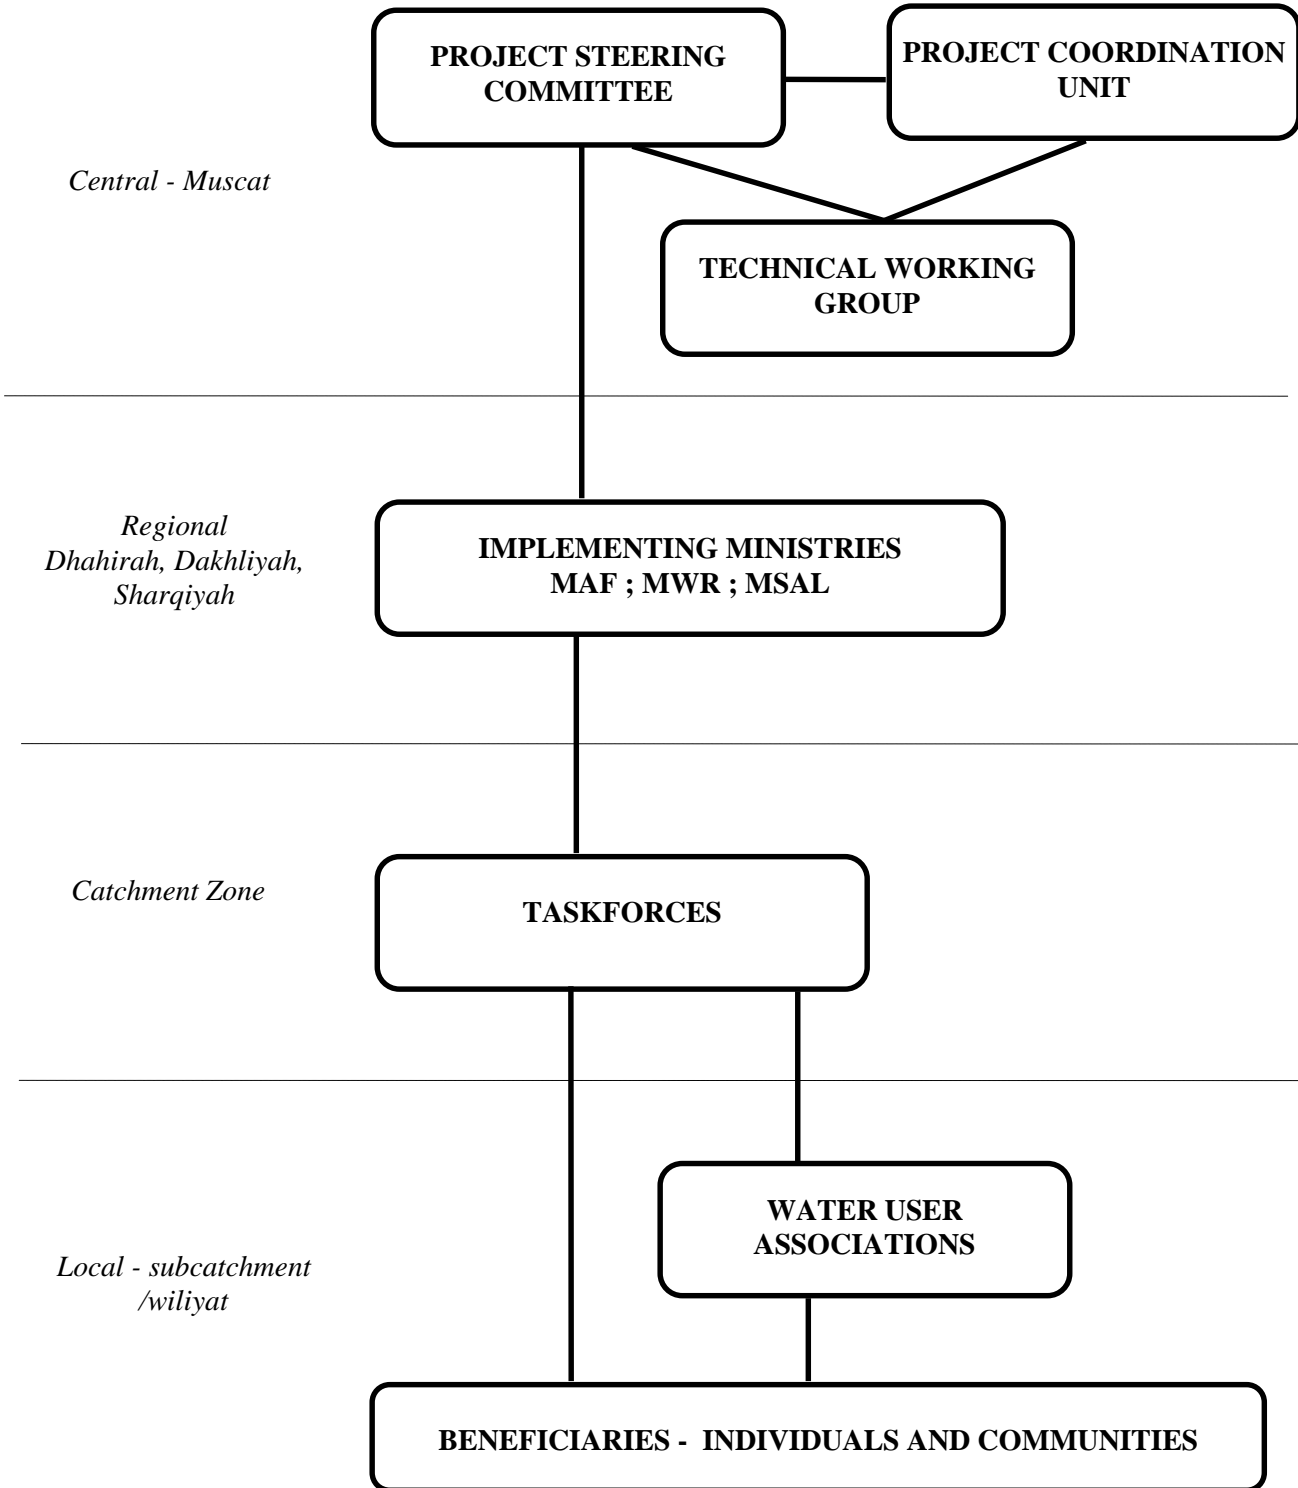 PROJECT STEERING
COMMITTEE
PROJECT COORDINATION
UNIT
Central - Muscat
TECHNICAL WORKING
GROUP
Regional
Dhahirah, Dakhliyah,
Sharqiyah
IMPLEMENTING MINISTRIES
MAF ; MWR ; MSAL
Catchment Zone
TASKFORCES
WATER USER
ASSOCIATIONS
Local - subcatchment
/wiliyat
BENEFICIARIES - INDIVIDUALS AND COMMUNITIES